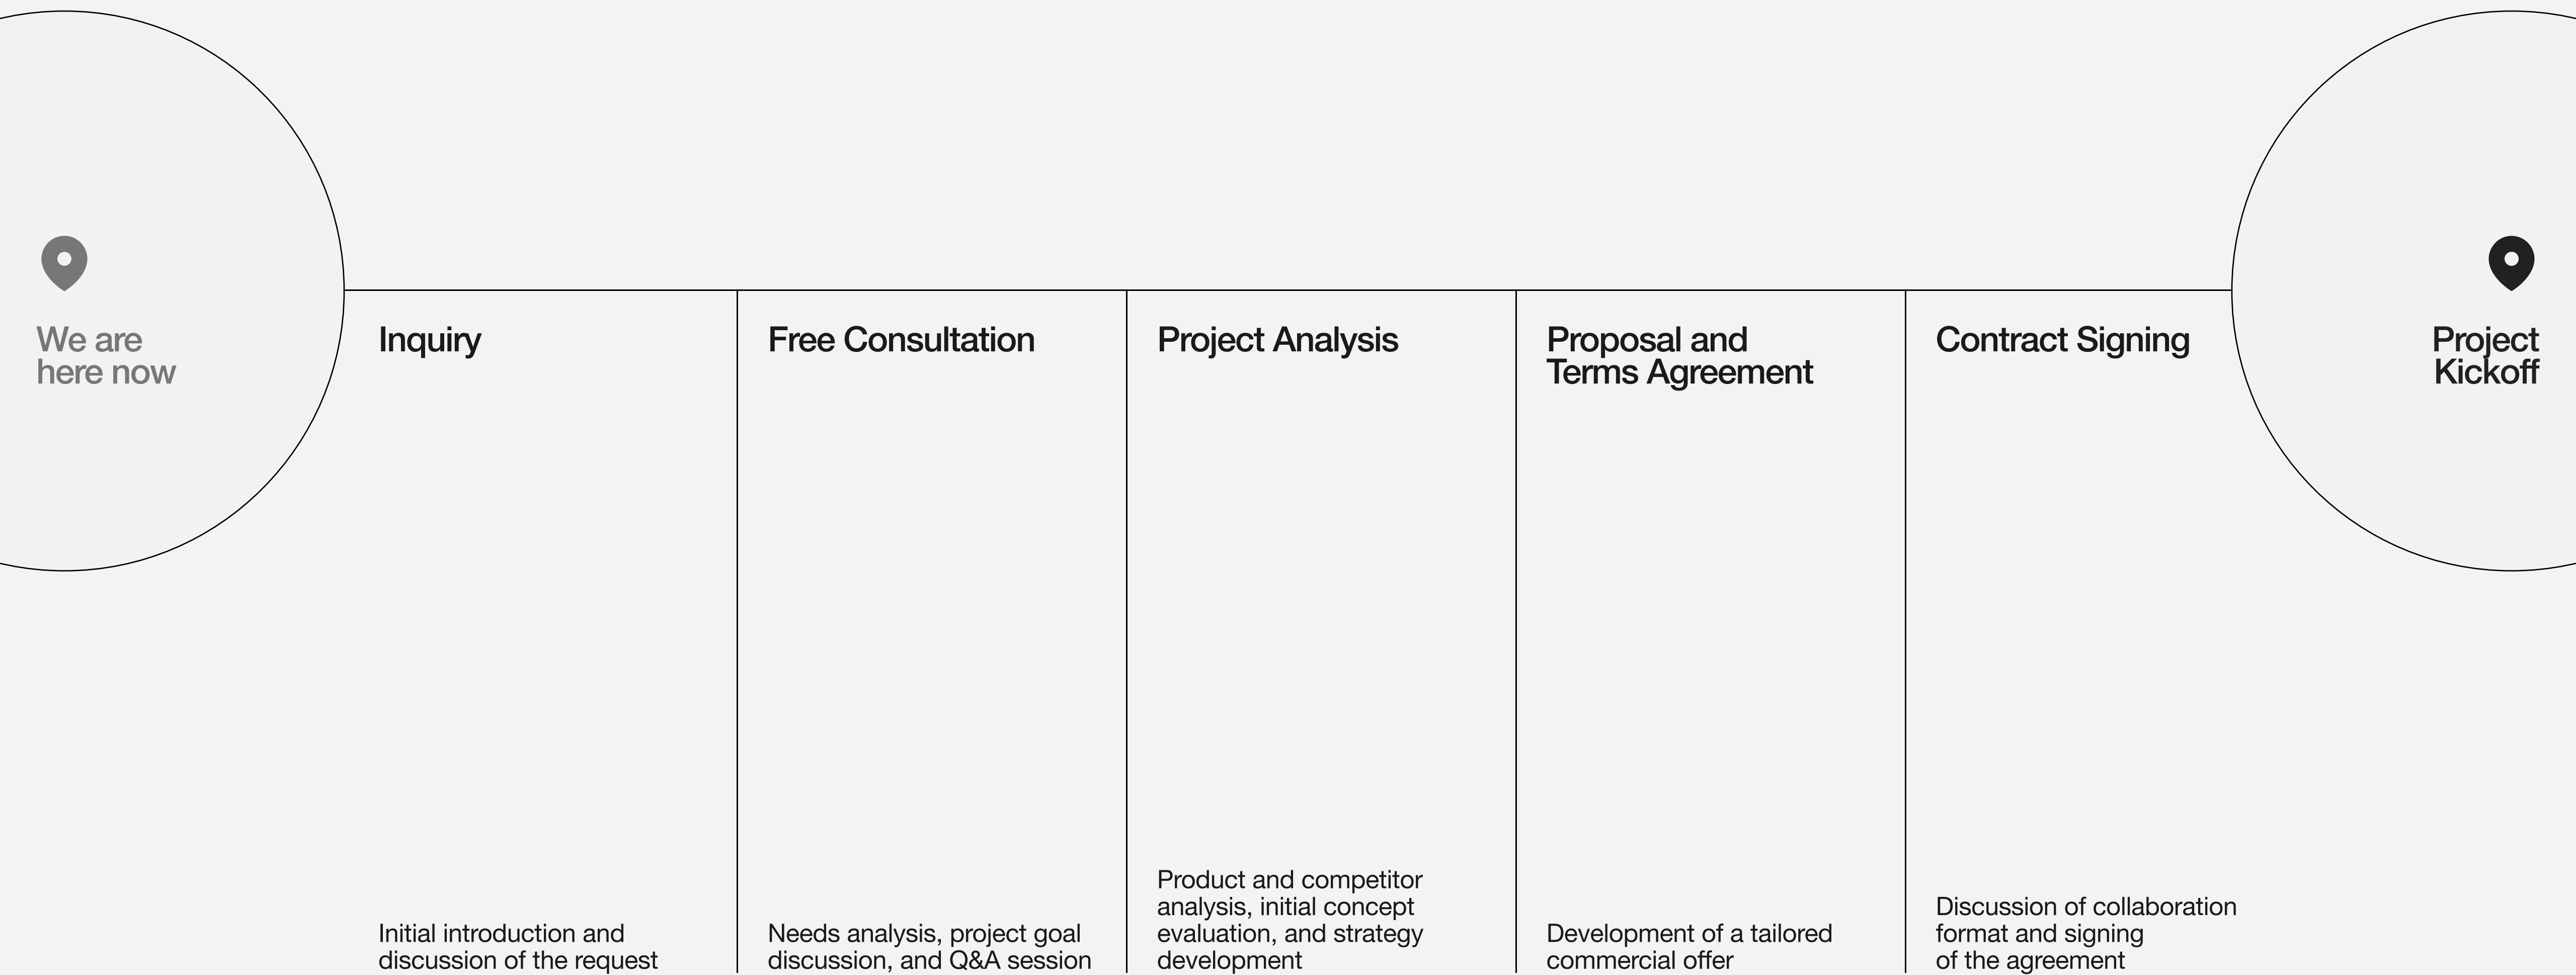 We are
here now
Inquiry
Initial introduction and
discussion of the request
Free Consultation
Needs analysis, project goal
discussion, and Q&A session
Project Analysis
Product and competitor
analysis, initial concept
evaluation, and strategy
development
Proposal and
Terms Agreement
Development of a tailored
commercial offer
Contract Signing
Discussion of collaboration
format and signing
of the agreement
Project
Kickoff